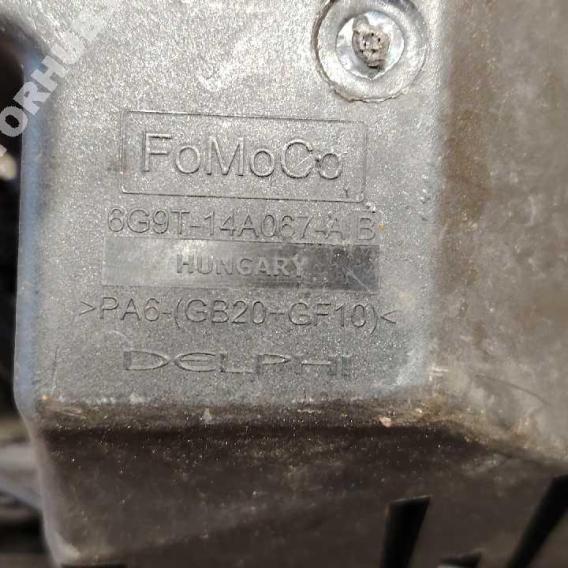 FoMoCo
6G9T-14A067-AB
HUNGARY
>PA6-(GB20-GF10)<
DELPHI